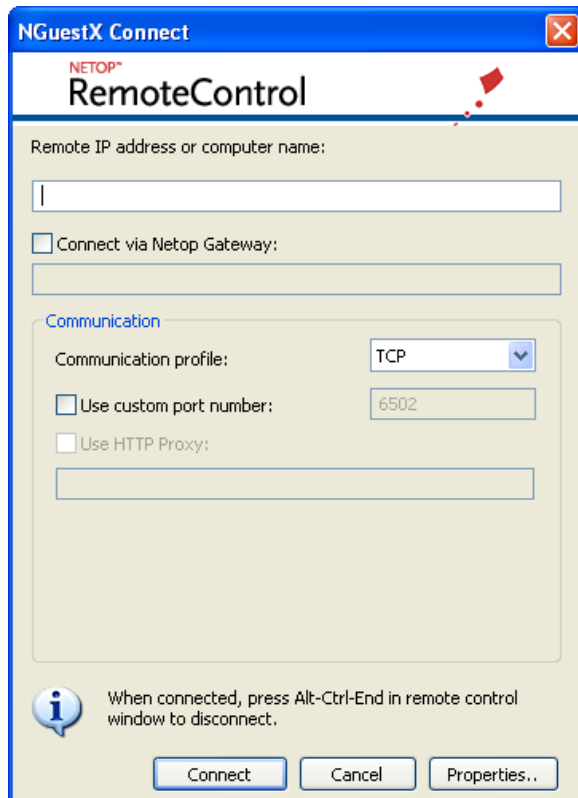 NGuestX Connect
NETOP™
RemoteControl
Remote IP address or computer name:
Connect via Netop Gateway:
Communication
Communication profile:
TCP
Use custom port number:
6502
Use HTTP Proxy:
When connected, press Alt-Ctrl-End in remote control
window to disconnect.
Connect
Cancel
Properties..